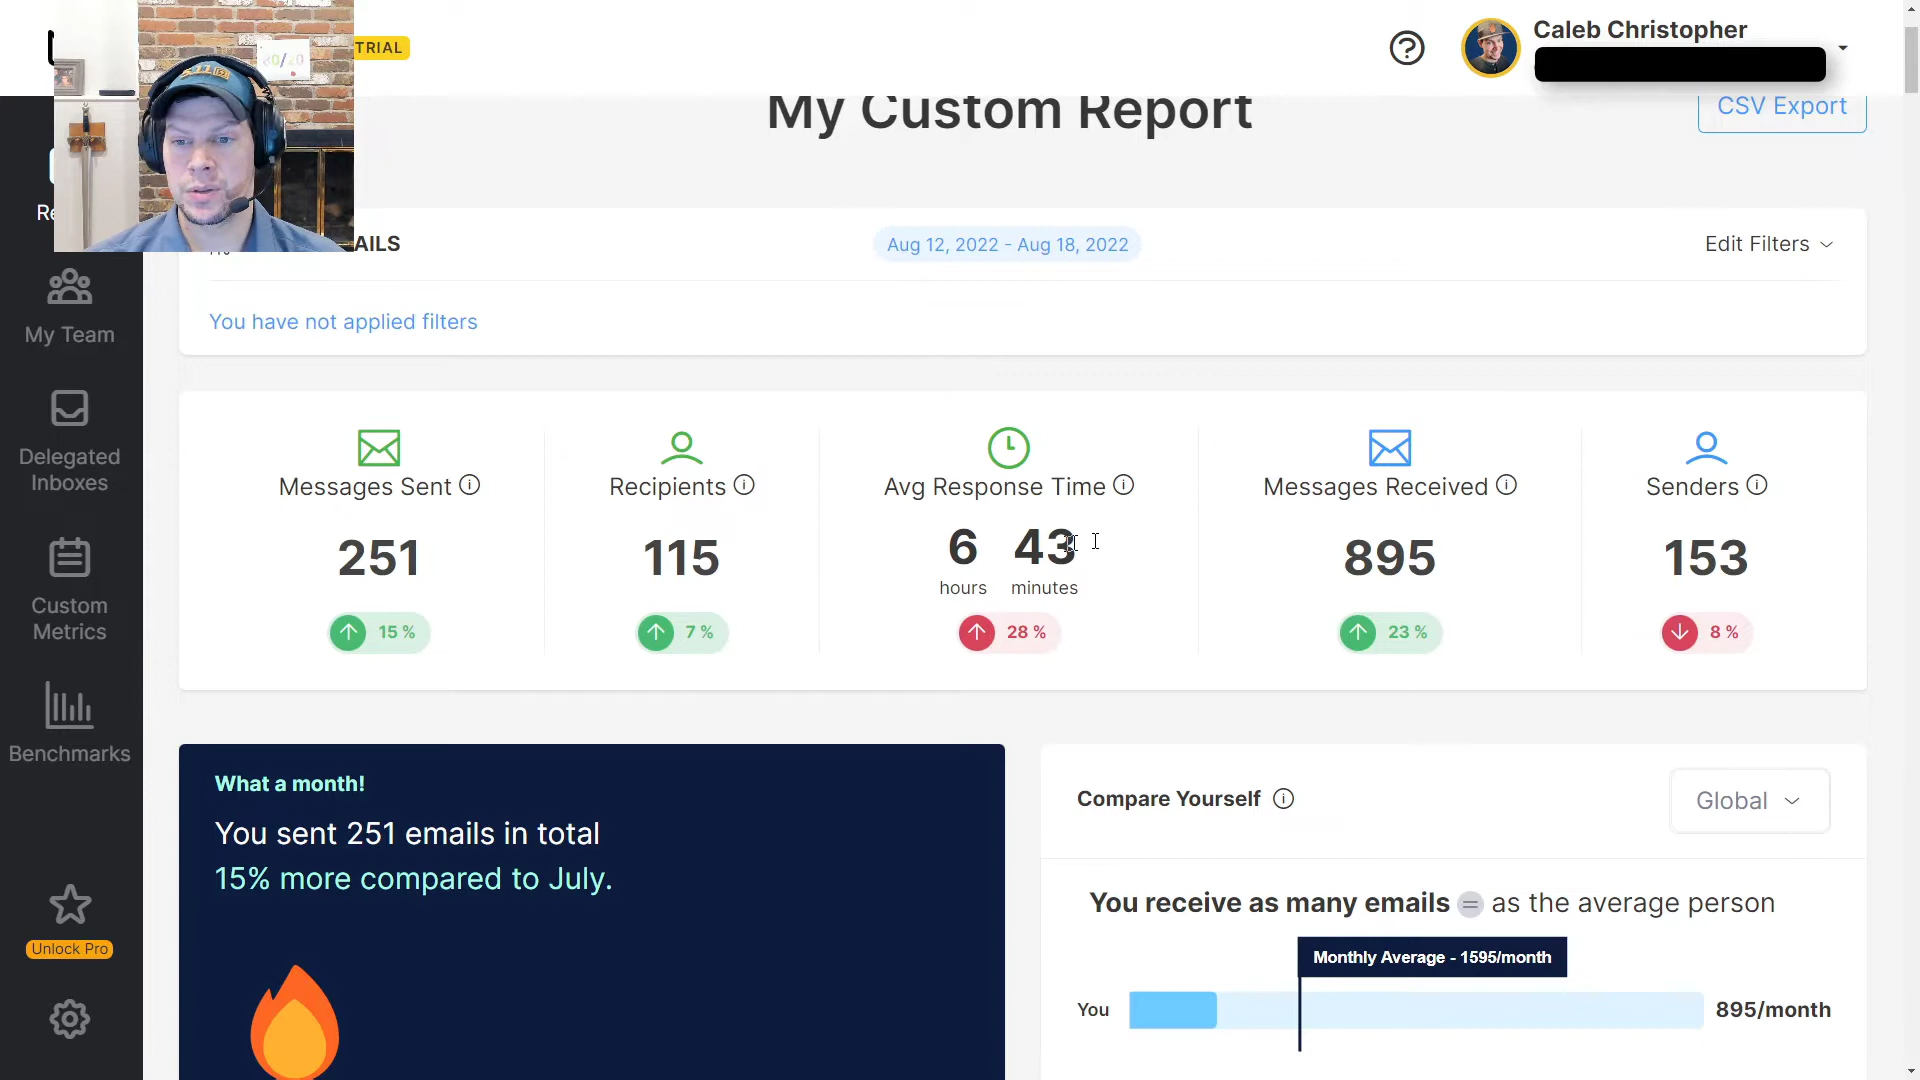 TRIAL
Caleb Christopher
My Custom Report
CSV Export
AILS
Aug 12, 2022 - Aug 18, 2022
Edit Filters
You have not applied filters
My Team
Delegated
Inboxes
Custom
Metrics
Benchmarks
Unlock Pro
Messages Sent
251
15 %
Recipients
115
7 %
Avg Response Time
6 43
hours minutes
28 %
Messages Received
895
23 %
Senders
153
8 %
What a month!
You sent 251 emails in total
15% more compared to July.
Compare Yourself
Global
You receive as many emails = as the average person
Monthly Average - 1595/month
You
895/month